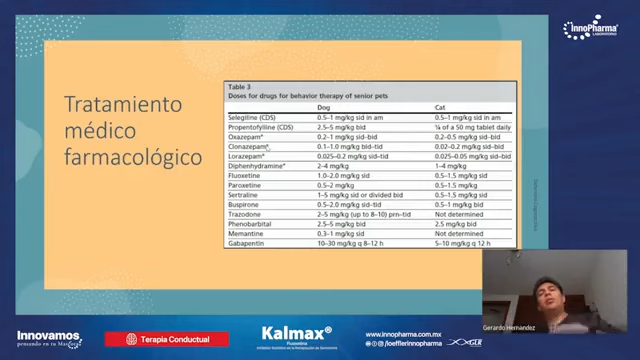 InnoPharma
LABORATORIO
Tratamiento
médico
farmacológico
Table 3
Doses for drugs for behavior therapy of senior pets
Dog Cat
Selegiline (CDS) 0.5–1 mg/kg sid in am 0.5–1 mg/kg sid in am
Propentofylline (CDS) 2.5–5 mg/kg bid ¼ of a 50 mg tablet daily
Oxazepam* 0.2–1 mg/kg sid–bid 0.2–0.5 mg/kg sid–bid
Clonazepam* 0.1–1.0 mg/kg bid–tid 0.02–0.2 mg/kg sid–bid
Lorazepam* 0.025–0.2 mg/kg sid–tid 0.025–0.05 mg/kg sid–bid
Diphenhydramine* 2–4 mg/kg 1–4 mg/kg
Fluoxetine 1.0–2.0 mg/kg sid 0.5–1.5 mg/kg sid
Paroxetine 0.5–2 mg/kg 0.5–1.5 mg/kg
Sertraline 1–5 mg/kg sid or divided bid 0.5–1.5 mg/kg sid
Buspirone 0.5–2.0 mg/kg sid–tid 0.5–1 mg/kg bid
Trazodone 2–5 mg/kg (up to 8–10) prn–tid Not determined
Phenobarbital 2.5–5 mg/kg bid 2.5 mg/kg bid
Memantine 0.3–1 mg/kg sid Not determined
Gabapentin 10–30 mg/kg q 8–12 h 5–10 mg/kg q 12 h
Gerardo Hernandez
Innovamos
pensando en tu Mascota
Terapia Conductual
Kalmax®
Fluoxetina
www.innopharma.com.mx
@loefflerinnopharma